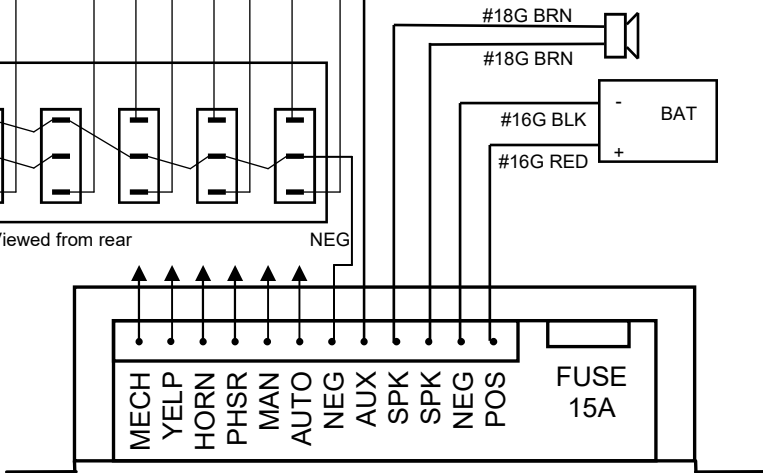 #18G BRN
#18G BRN
#16G BLK
- BAT
+
#16G RED
iewed from rear
NEG
MECH
YELP
HORN
PHSR
MAN
AUTO
NEG
AUX
SPK
SPK
NEG
POS
FUSE
15A